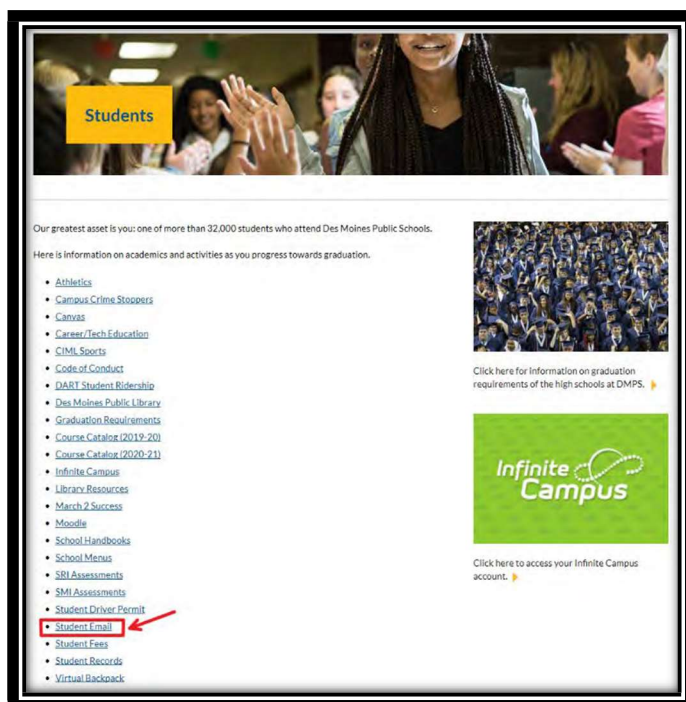 Students
Our greatest asset is you: one of more than 32,000 students who attend Des Moines Public Schools.
Here is information on academics and activities as you progress towards graduation.
Athletics
Campus Crime Stoppers
Canvas
Career/Tech Education
CIML Sports
Code of Conduct
DART Student Ridership
Des Moines Public Library
Graduation Requirements
Course Catalog (2019-20)
Course Catalog (2020-21)
Infinite Campus
Library Resources
March 2 Success
Moodle
School Handbooks
School Menus
SRI Assessments
SMI Assessments
Student Driver Permit
Student Email
Student Fees
Student Records
Virtual Backpack
Click here for information on graduation
requirements of the high schools at DMPS.
Infinite
Campus
Click here to access your Infinite Campus
account.